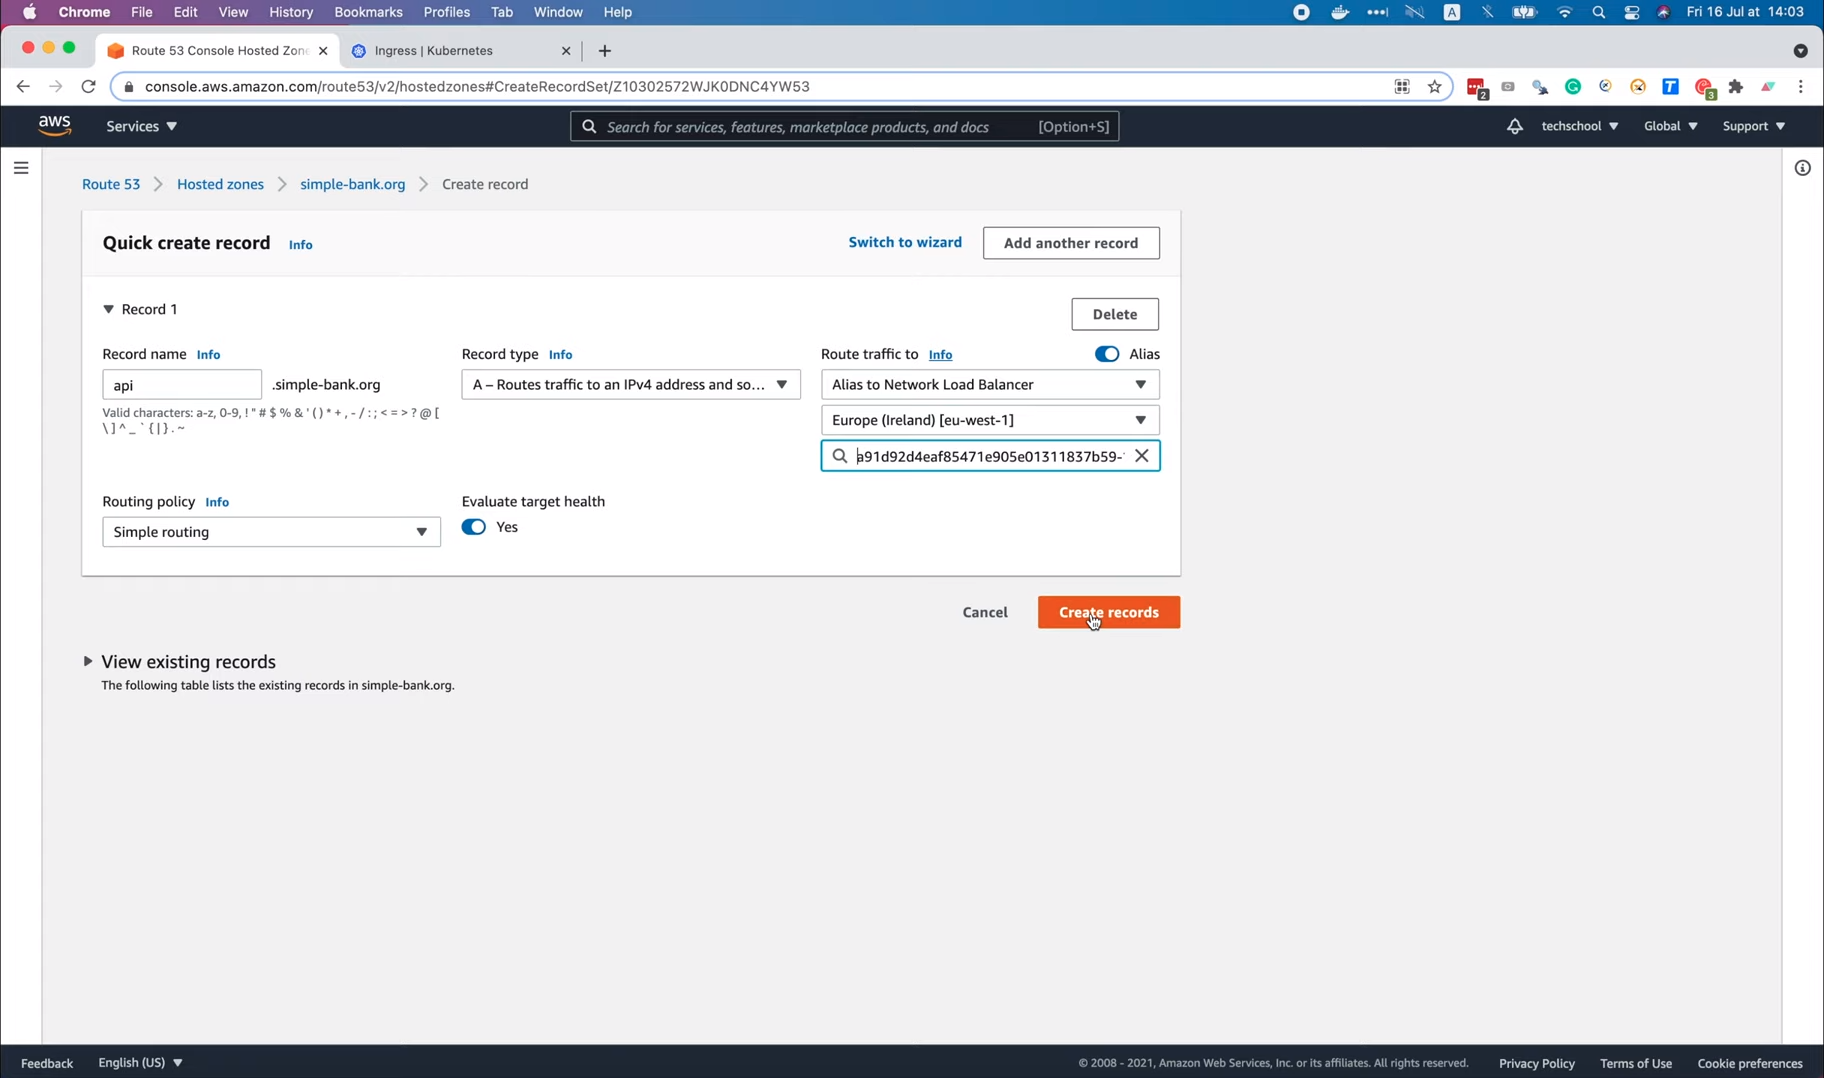 Chrome File Edit View History Bookmarks Profiles Tab Window Help A Fri 16 Jul at 14:03
Route 53 Console Hosted Zon Ingress | Kubernetes
console.aws.amazon.com/route53/v2/hostedzones#CreateRecordSet/Z10302572WJK0DNC4YW53 2 T 3
aws Services Search for services, features, marketplace products, and docs [Option+S] techschool Global Support
Route 53 Hosted zones simple-bank.org Create record
Quick create record Info Switch to wizard Add another record
Record 1 Delete
Record name Info Record type Info Route traffic to Info Alias
api .simple-bank.org A – Routes traffic to an IPv4 address and so... Alias to Network Load Balancer
Valid characters: a-z, 0-9, ! " # $ % & ' ( ) * + , - / : ; < = > ? @ [
\ ] ^ _ ` { | } . ~
Europe (Ireland) [eu-west-1]
a91d92d4eaf85471e905e01311837b59-
Routing policy Info Evaluate target health
Simple routing Yes
Cancel Create records
View existing records
The following table lists the existing records in simple-bank.org.
Feedback English (US) © 2008 - 2021, Amazon Web Services, Inc. or its affiliates. All rights reserved. Privacy Policy Terms of Use Cookie preferences